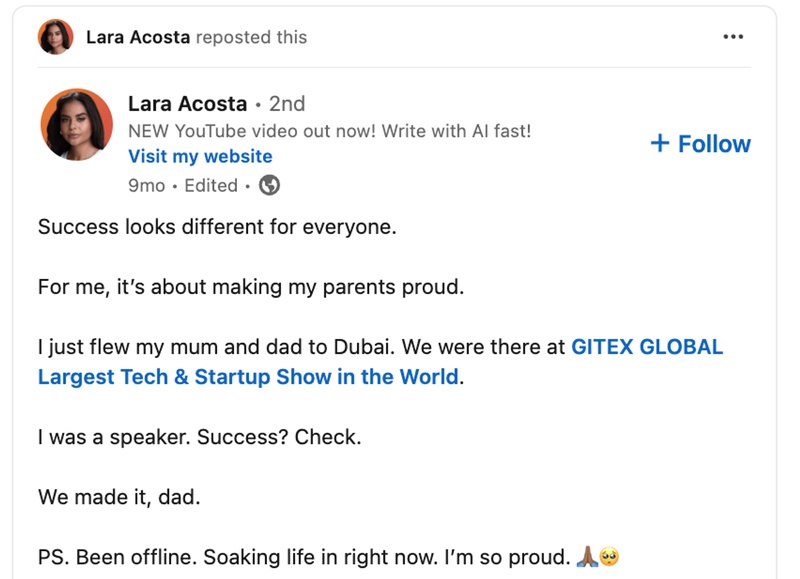 Lara Acosta reposted this
Lara Acosta • 2nd
NEW YouTube video out now! Write with AI fast!
Visit my website
+ Follow
9mo • Edited •
Success looks different for everyone.
For me, it’s about making my parents proud.
I just flew my mum and dad to Dubai. We were there at GITEX GLOBAL
Largest Tech & Startup Show in the World.
I was a speaker. Success? Check.
We made it, dad.
PS. Been offline. Soaking life in right now. I’m so proud. 🙏🏾🥺